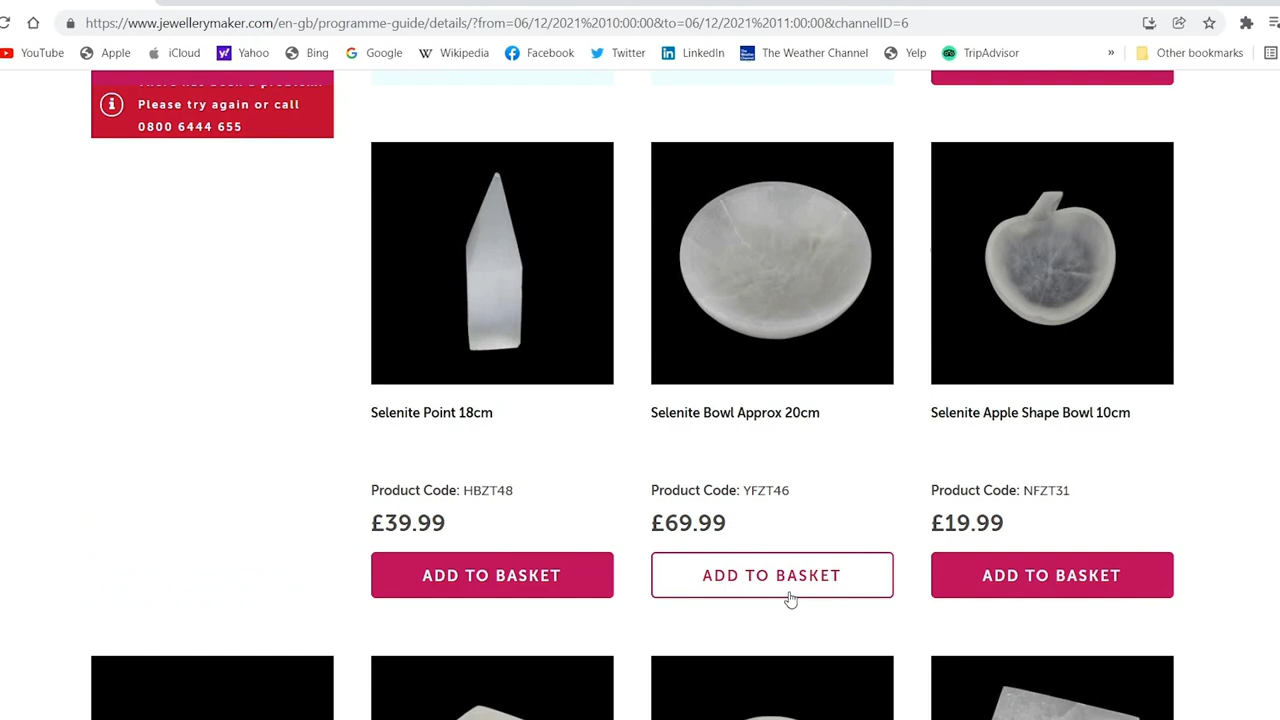 https://www.jewellerymaker.com/en-gb/programme-guide/details/?from=06/12/2021%2010:00:00&to=06/12/2021%2011:00:00&channelID=6
YouTube Apple iCloud Yahoo Bing Google Wikipedia Facebook Twitter LinkedIn The Weather Channel Yelp TripAdvisor » Other bookmarks
Please try again or call
0800 6444 655
Selenite Point 18cm
Product Code: HBZT48
£39.99
ADD TO BASKET
Selenite Bowl Approx 20cm
Product Code: YFZT46
£69.99
ADD TO BASKET
Selenite Apple Shape Bowl 10cm
Product Code: NFZT31
£19.99
ADD TO BASKET